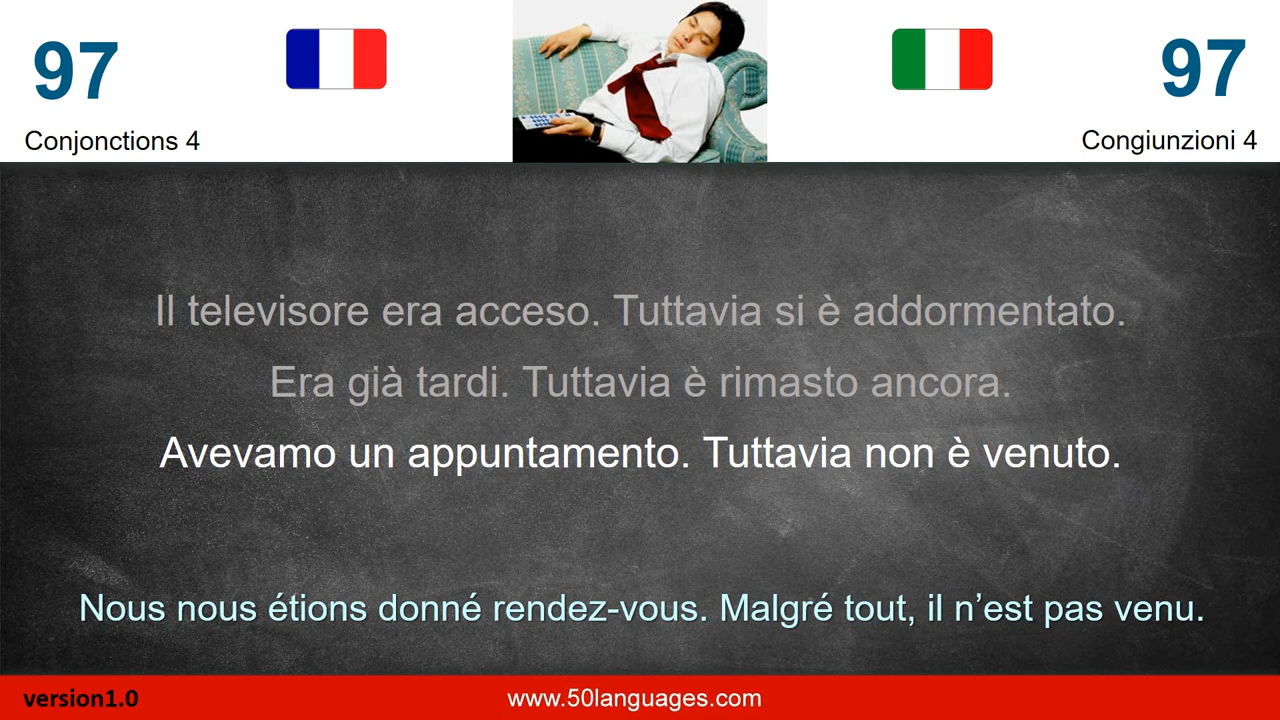 97
97
Conjonctions 4
Congiunzioni 4
Il televisore era acceso. Tuttavia si è addormentato.
Era già tardi. Tuttavia è rimasto ancora.
Avevamo un appuntamento. Tuttavia non è venuto.
Nous nous étions donné rendez-vous. Malgré tout, il n’est pas venu.
version1.0
www.50languages.com